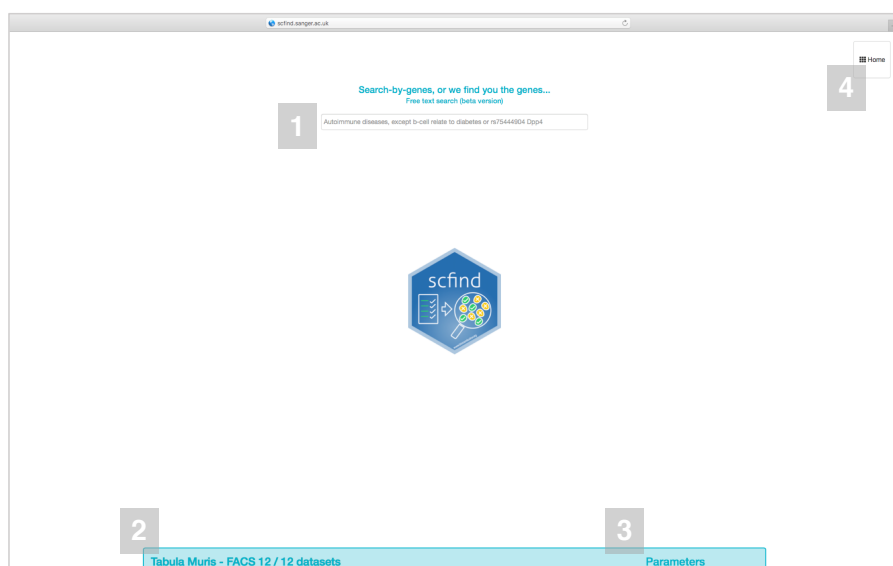 scfind.sanger.ac.uk
Home
4
Search-by-genes, or we find you the genes...
Free text search (beta version)
1
Autoimmune diseases, except b-cell relate to diabetes or rs75444904 Dpp4
scfind
2
3
Tabula Muris - FACS 12 / 12 datasets
Parameters